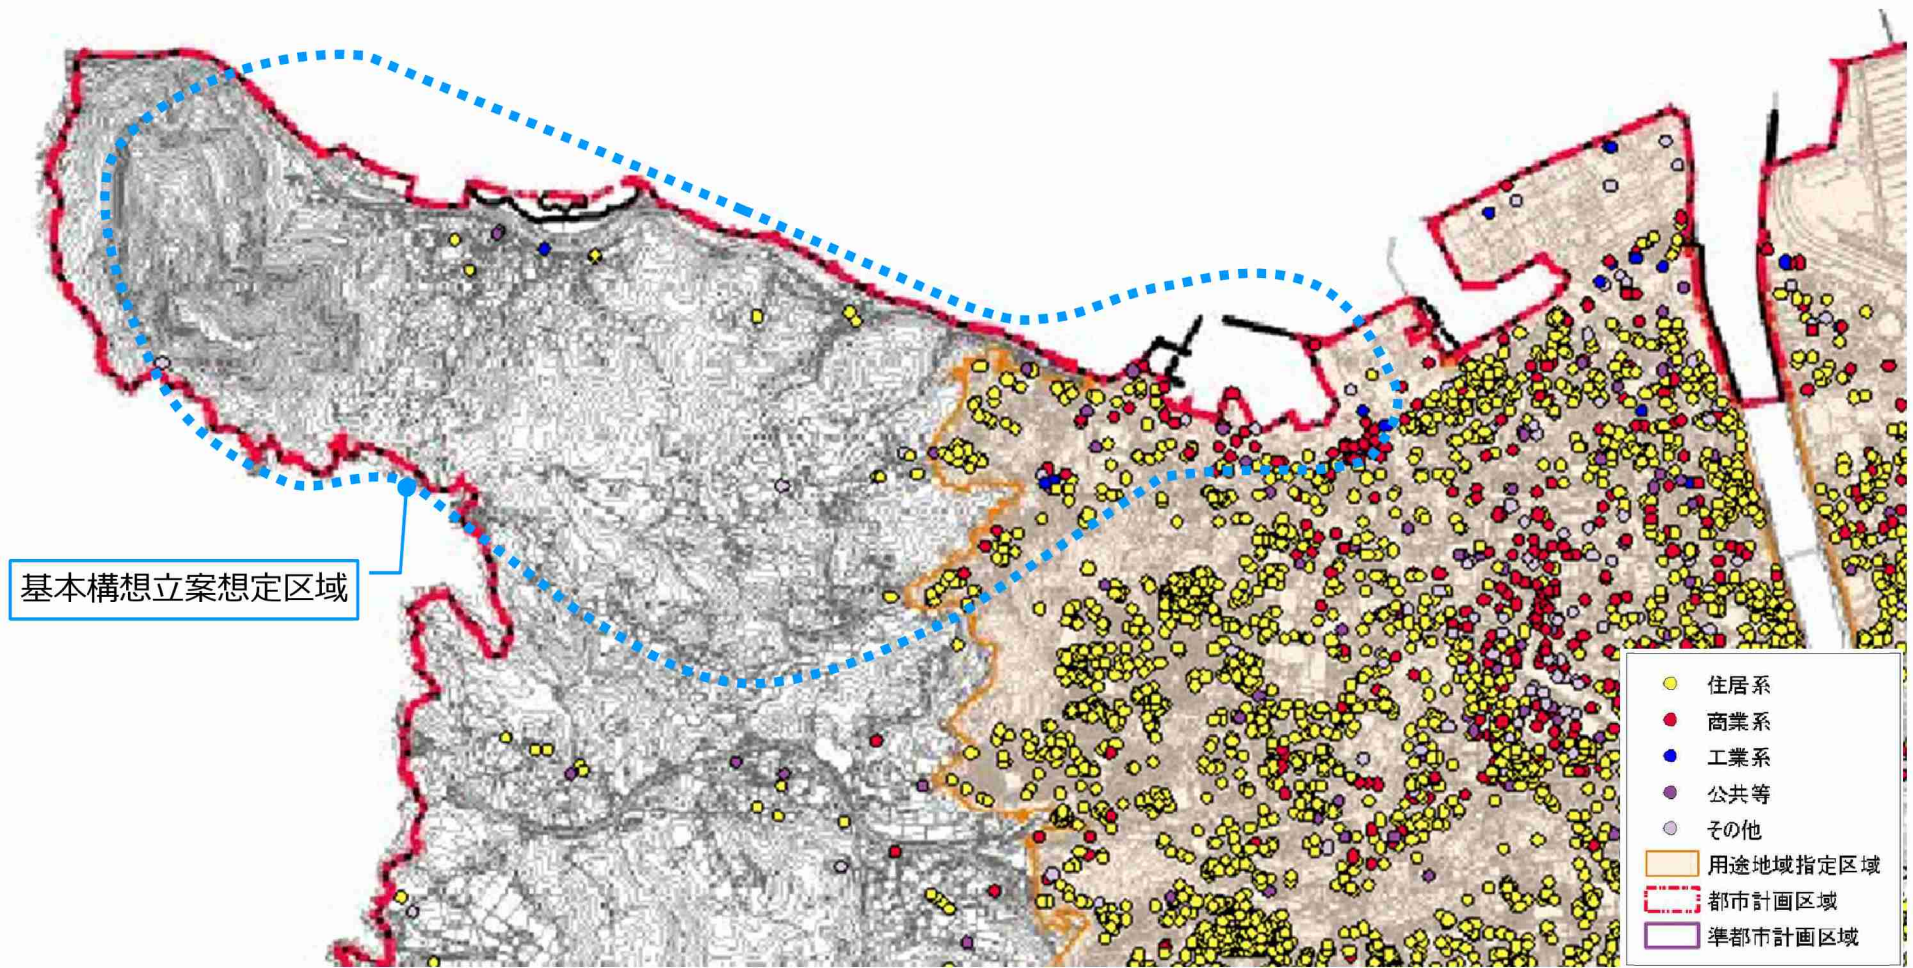 基本構想立案想定区域
住居系
商業系
工業系
公共等
その他
用途地域指定区域
都市計画区域
準都市計画区域